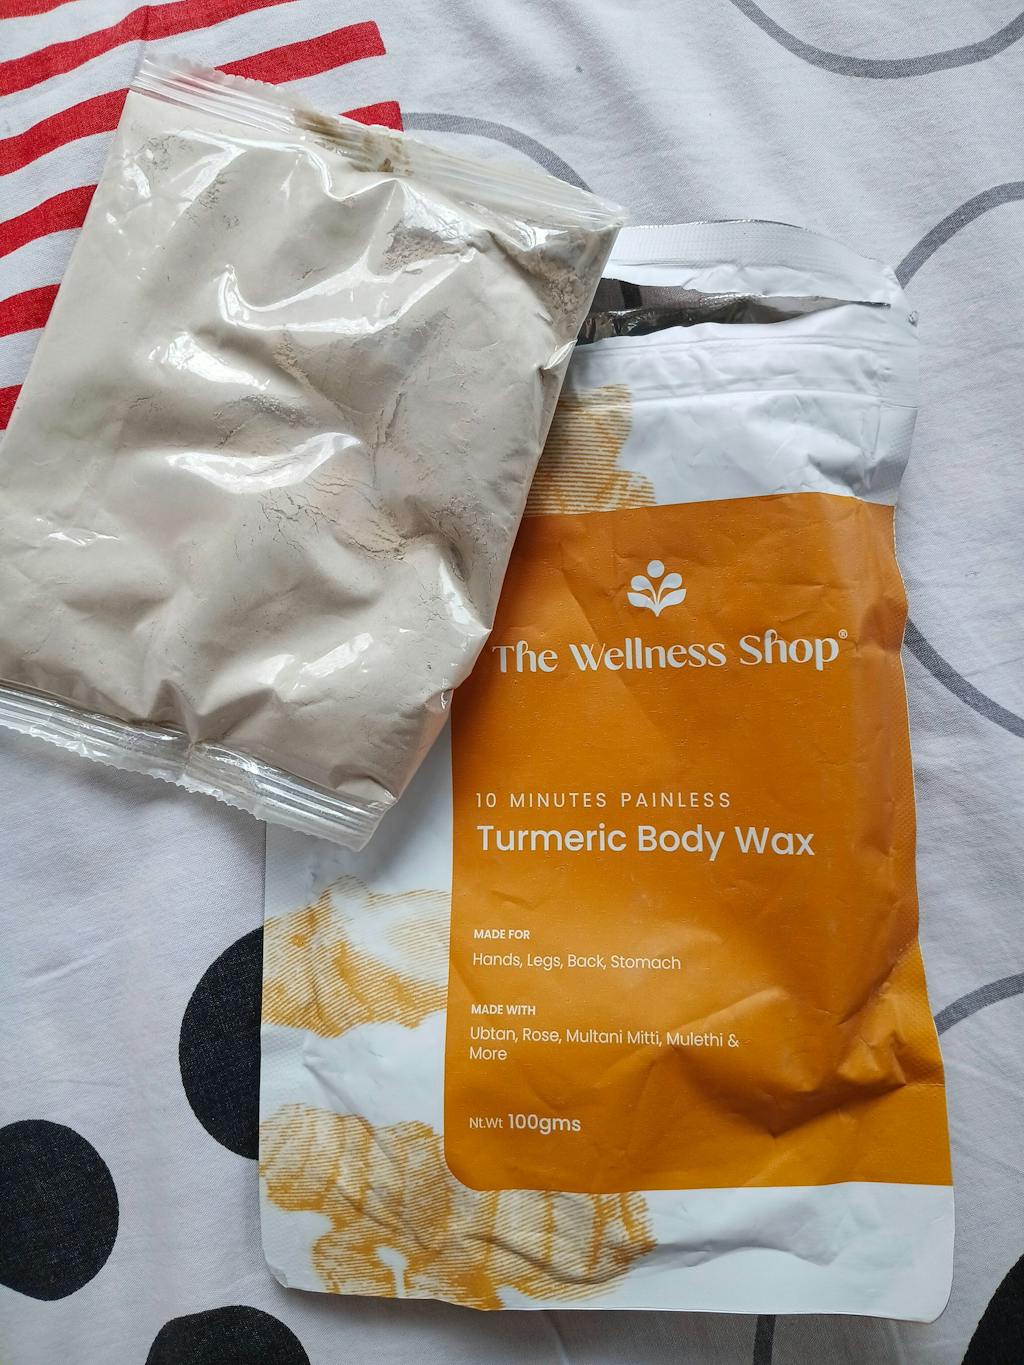 The Wellness Shop®
10 MINUTES PAINLESS
Turmeric Body Wax
MADE FOR
Hands, Legs, Back, Stomach
MADE WITH
Ubtan, Rose, Multani Mitti, Mulethi &
More
Nt.Wt 100gms